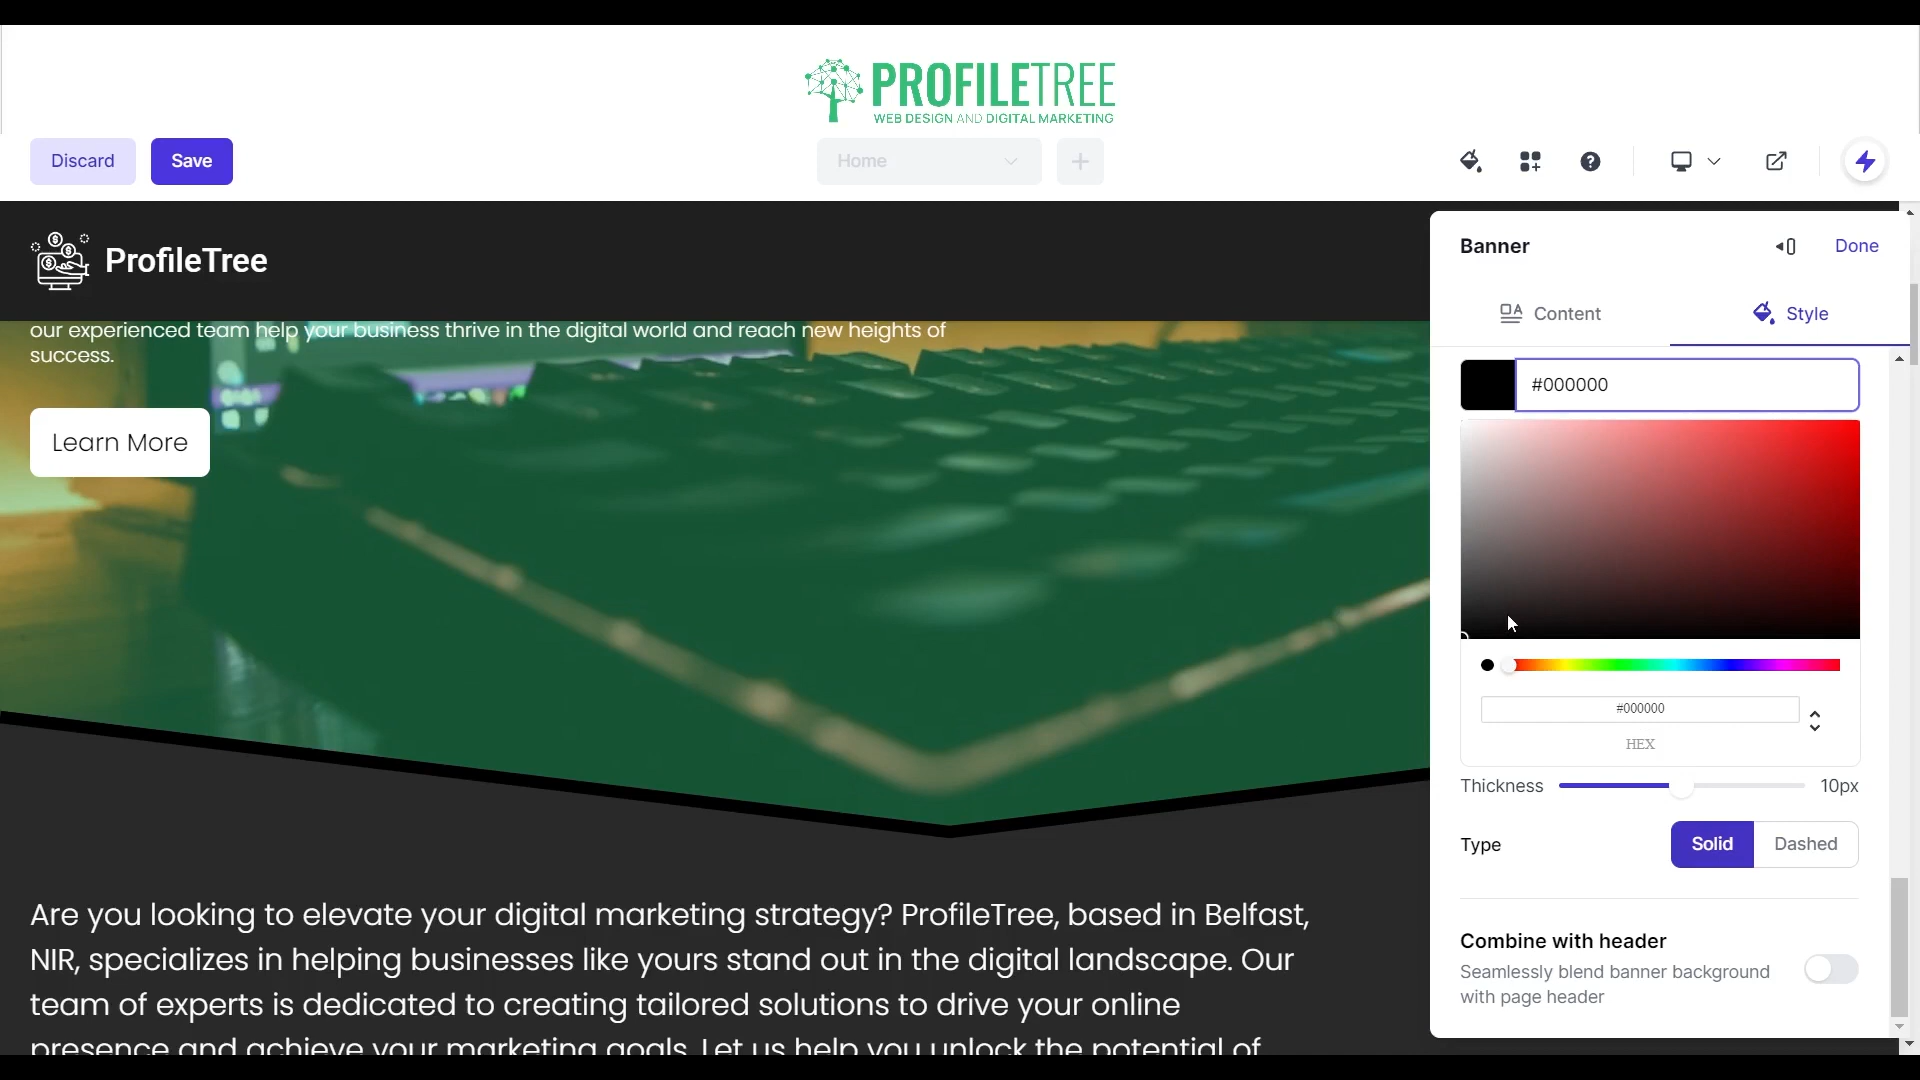 PROFILETREE
WEB DESIGN AND DIGITAL MARKETING
Discard
Save
Home
ProfileTree
our experienced team help your business thrive in the digital world and reach new heights of
success.
Learn More
Are you looking to elevate your digital marketing strategy? ProfileTree, based in Belfast,
NIR, specializes in helping businesses like yours stand out in the digital landscape. Our
team of experts is dedicated to creating tailored solutions to drive your online
presence and achieve your marketing goals. Let us help you unlock the potential of
Banner
Done
Content
Style
#000000
#000000
HEX
Thickness
10px
Type
Solid
Dashed
Combine with header
Seamlessly blend banner background
with page header